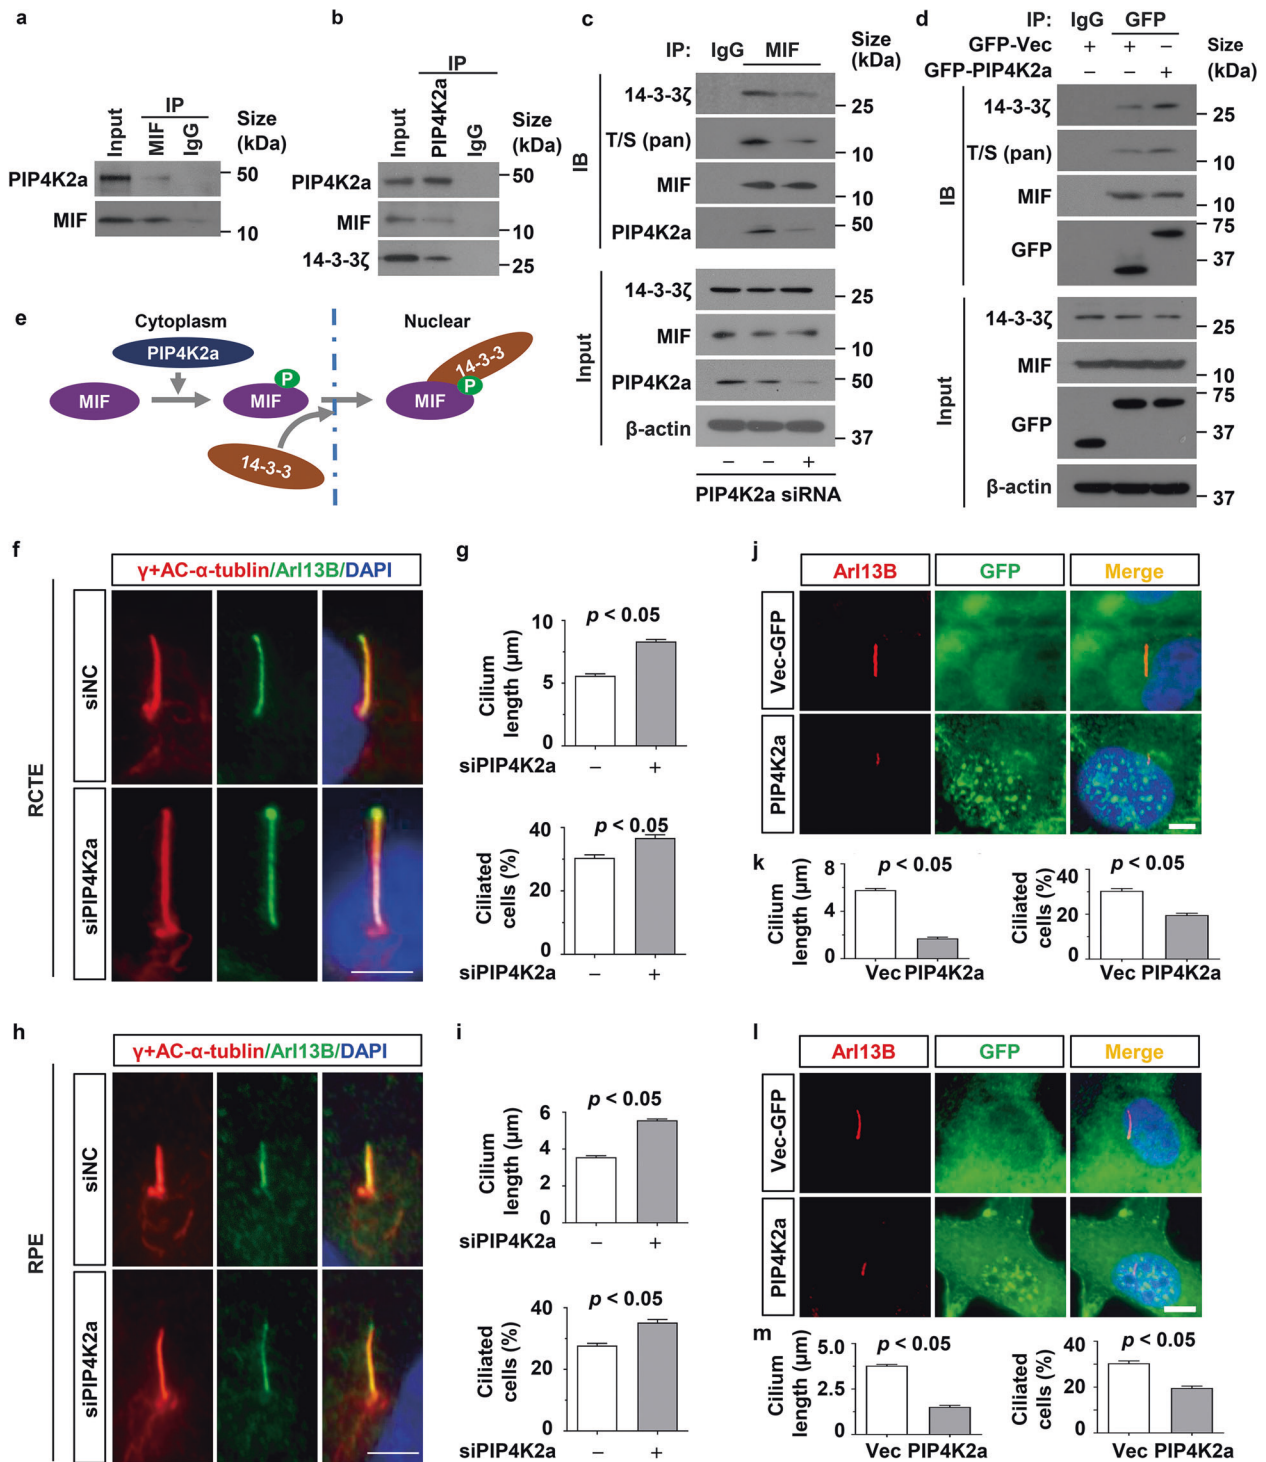 a
IP
Input
MIF
IgG
Size
(kDa)
PIP4K2a
50
MIF
10
b
IP
Input
PIP4K2a
IgG
Size
(kDa)
PIP4K2a
50
MIF
10
14-3-3ζ
25
c
IP:
IgG
MIF
Size
(kDa)
IB
14-3-3ζ
25
T/S (pan)
10
MIF
10
PIP4K2a
50
Input
14-3-3ζ
25
MIF
10
PIP4K2a
50
β-actin
37
– – +
PIP4K2a siRNA
d
IP:
IgG
GFP
GFP-Vec
+ + –
GFP-PIP4K2a
– – +
Size
(kDa)
IB
14-3-3ζ
25
T/S (pan)
10
MIF
10
GFP
75
37
Input
14-3-3ζ
25
MIF
10
GFP
75
37
β-actin
37
e
Cytoplasm
Nuclear
PIP4K2a
MIF
MIF
P
14-3-3
14-3-3
MIF
P
f
γ+AC-α-tublin/Arl13B/DAPI
RCTE
siNC
siPIP4K2a
g
p < 0.05
Cilium
length (μm)
10
5
0
siPIP4K2a – +
p < 0.05
Ciliated
cells (%)
40
20
0
siPIP4K2a – +
h
γ+AC-α-tublin/Arl13B/DAPI
RPE
siNC
siPIP4K2a
i
p < 0.05
Cilium
length (μm)
6
4
2
0
siPIP4K2a – +
p < 0.05
Ciliated
cells (%)
40
20
0
siPIP4K2a – +
j
Arl13B
GFP
Merge
Vec-GFP
PIP4K2a
k
p < 0.05
Cilium
length (μm)
8
6
4
2
0
Vec PIP4K2a
p < 0.05
Ciliated
cells (%)
40
20
0
Vec PIP4K2a
l
Arl13B
GFP
Merge
Vec-GFP
PIP4K2a
m
p < 0.05
Cilium
length (μm)
5.0
2.5
0
Vec PIP4K2a
p < 0.05
Ciliated
cells (%)
40
20
0
Vec PIP4K2a